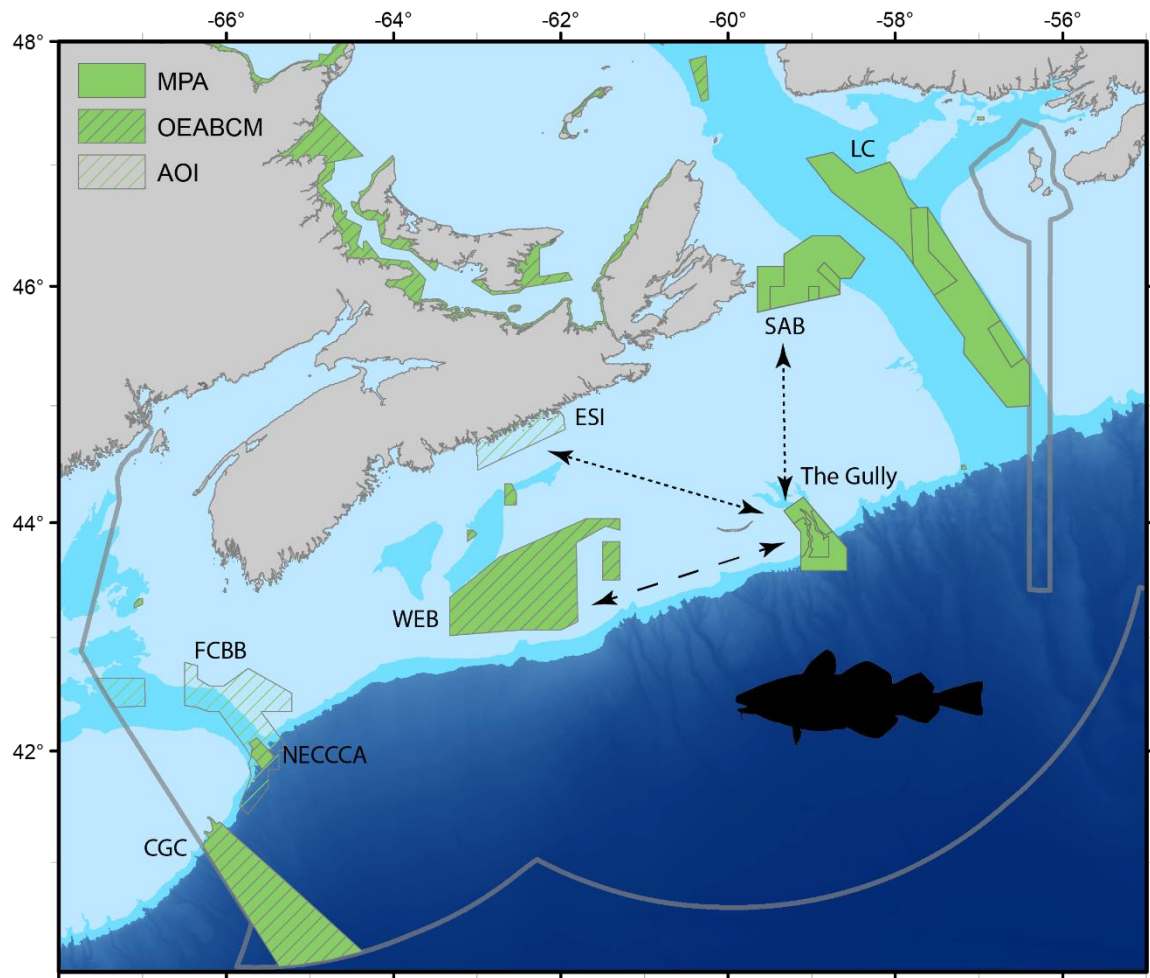 -66° -64° -62° -60° -58° -56°
48°
MPA
OEABCM
AOI
LC
46°
SAB
ESI
The Gully
44°
WEB
FCBB
42°
NECCCA
CGC